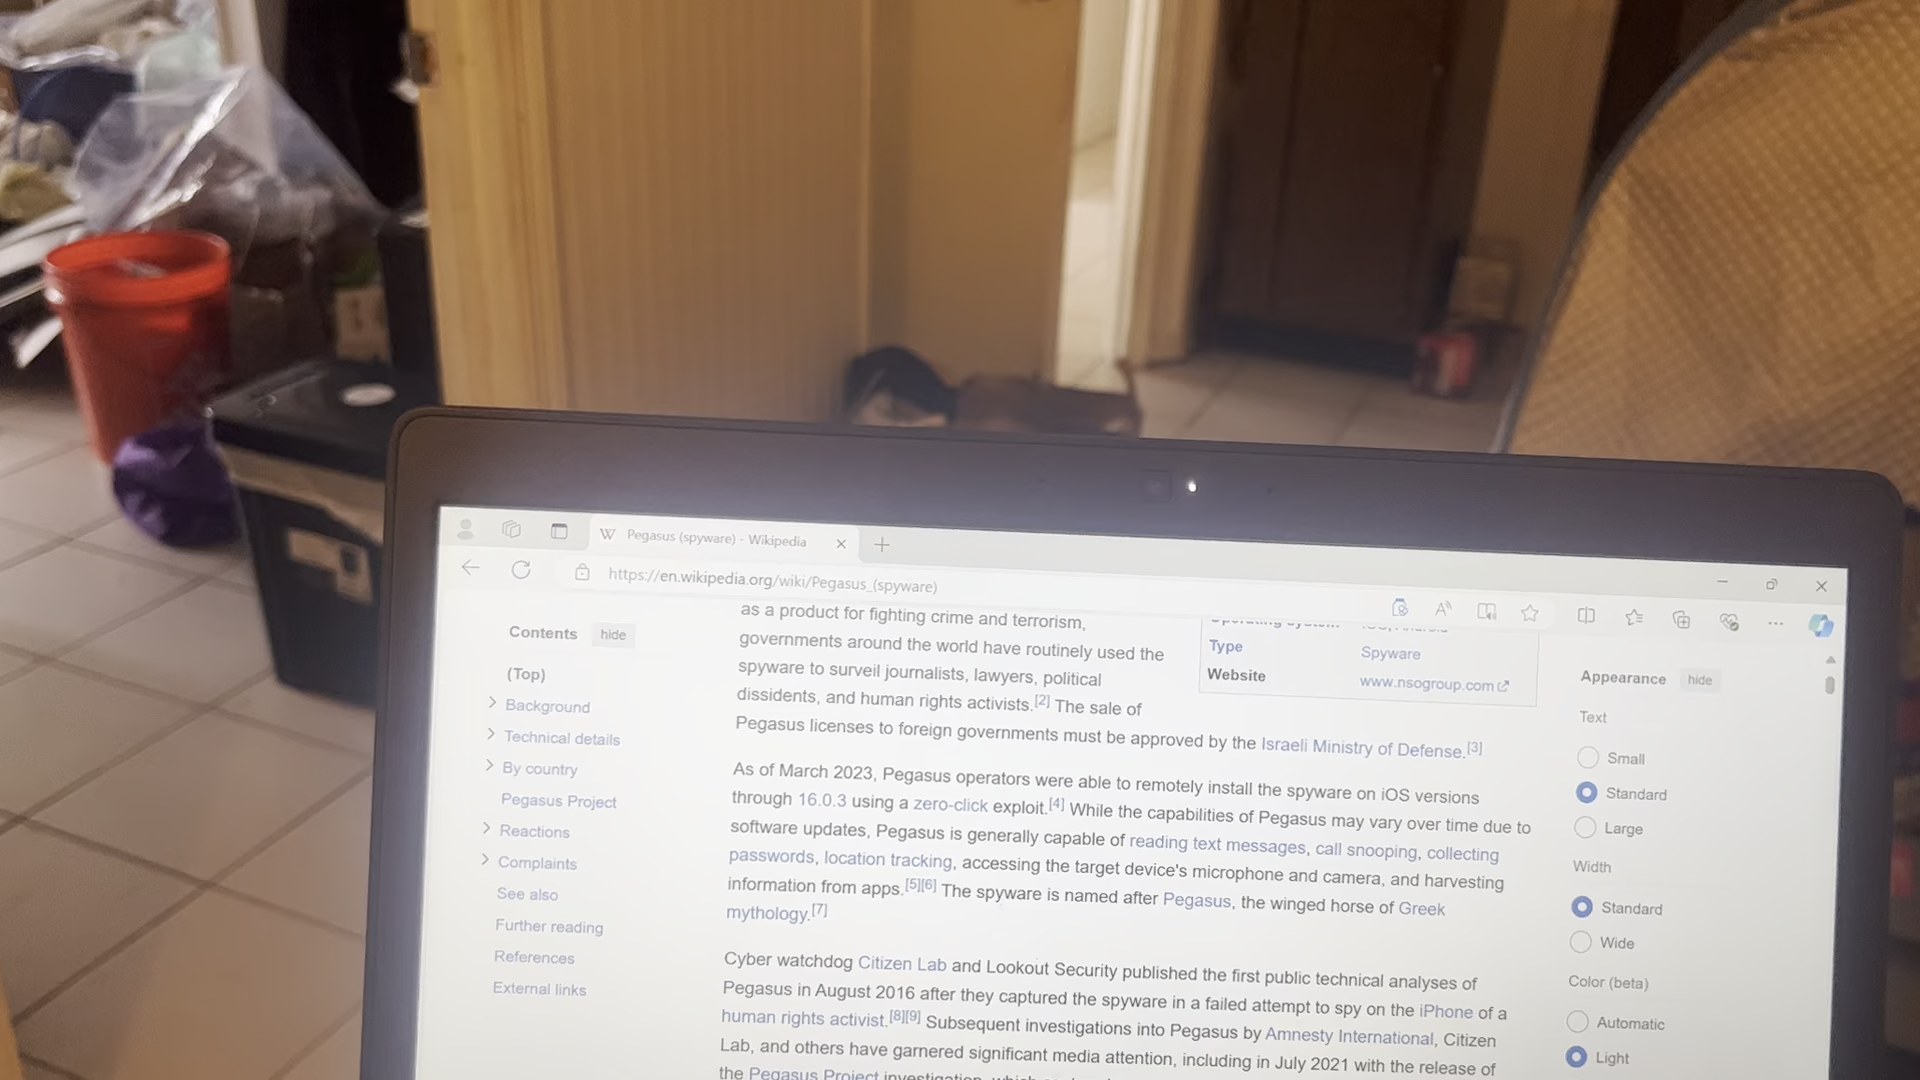 Pegasus (spyware) - Wikipedia
https://en.wikipedia.org/wiki/Pegasus_(spyware)
Contents hide
(Top)
Background
Technical details
By country
Pegasus Project
Reactions
Complaints
See also
Further reading
References
External links
as a product for fighting crime and terrorism,
governments around the world have routinely used the
spyware to surveil journalists, lawyers, political
dissidents, and human rights activists.[2] The sale of
Pegasus licenses to foreign governments must be approved by the Israeli Ministry of Defense.[3]
Operating system iOS, Android
Type Spyware
Website www.nsogroup.com
As of March 2023, Pegasus operators were able to remotely install the spyware on iOS versions
through 16.0.3 using a zero-click exploit.[4] While the capabilities of Pegasus may vary over time due to
software updates, Pegasus is generally capable of reading text messages, call snooping, collecting
passwords, location tracking, accessing the target device's microphone and camera, and harvesting
information from apps.[5][6] The spyware is named after Pegasus, the winged horse of Greek
mythology.[7]
Cyber watchdog Citizen Lab and Lookout Security published the first public technical analyses of
Pegasus in August 2016 after they captured the spyware in a failed attempt to spy on the iPhone of a
human rights activist.[8][9] Subsequent investigations into Pegasus by Amnesty International, Citizen
Lab, and others have garnered significant media attention, including in July 2021 with the release of
the Pegasus Project investigation, which
Appearance hide
Text
Small
Standard
Large
Width
Standard
Wide
Color (beta)
Automatic
Light